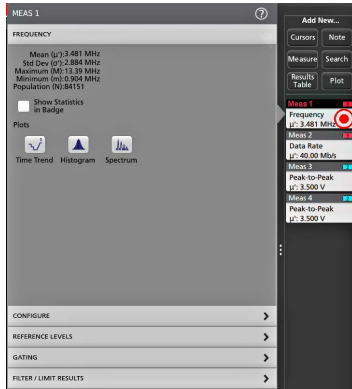 MEAS 1
?
FREQUENCY
Mean (µ'): 3.481 MHz
Std Dev (σ'): 2.884 MHz
Maximum (M): 13.39 MHz
Minimum (m): 0.904 MHz
Population (N): 84151
Show Statistics
in Badge
Plots
Time Trend
Histogram
Spectrum
CONFIGURE
REFERENCE LEVELS
GATING
FILTER / LIMIT RESULTS
Add
New...
Cursors
Note
Measure
Search
Results
Table
Plot
Meas 1
Frequency
µ': 3.481 MHz
Meas 2
Data Rate
µ': 40.00 Mb/s
Meas 3
Peak-to-Peak
µ': 3.500 V
Meas 4
Peak-to-Peak
µ': 3.500 V